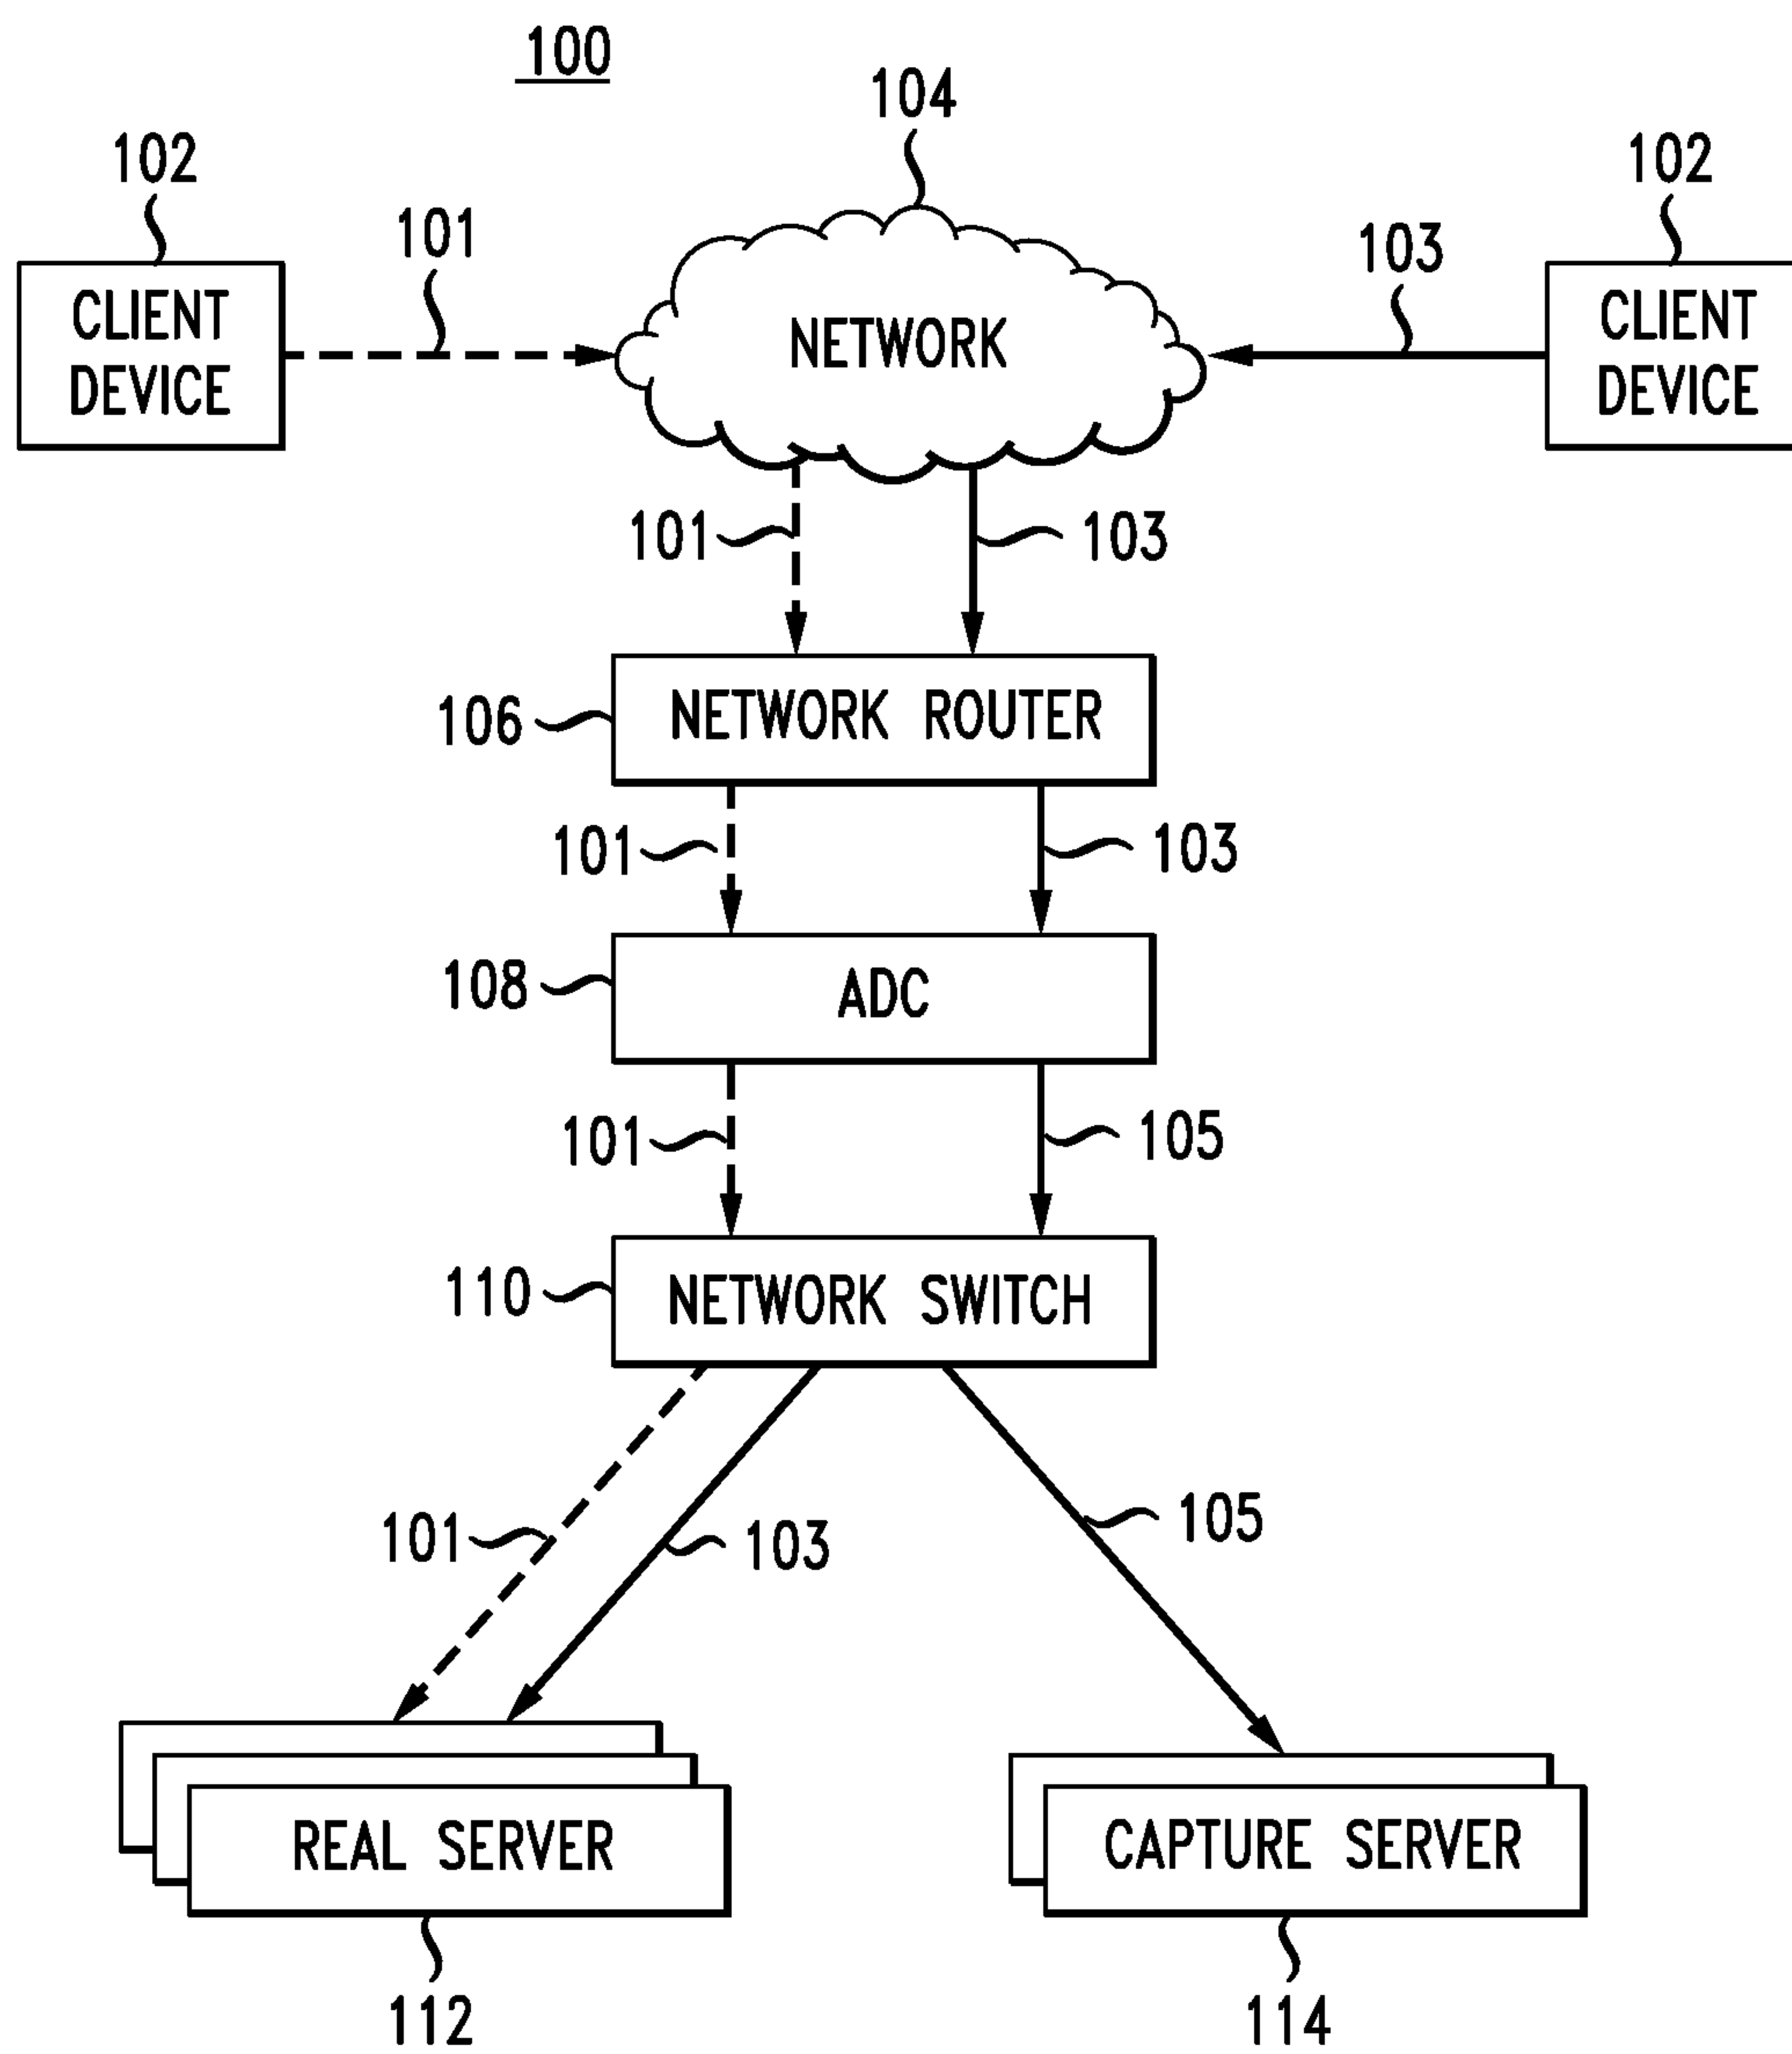 100
104
102
102
101
103
CLIENT
DEVICE
NETWORK
CLIENT
DEVICE
101
103
106
NETWORK ROUTER
101
103
108
ADC
101
105
110
NETWORK SWITCH
101
103
105
REAL SERVER
CAPTURE SERVER
112
114